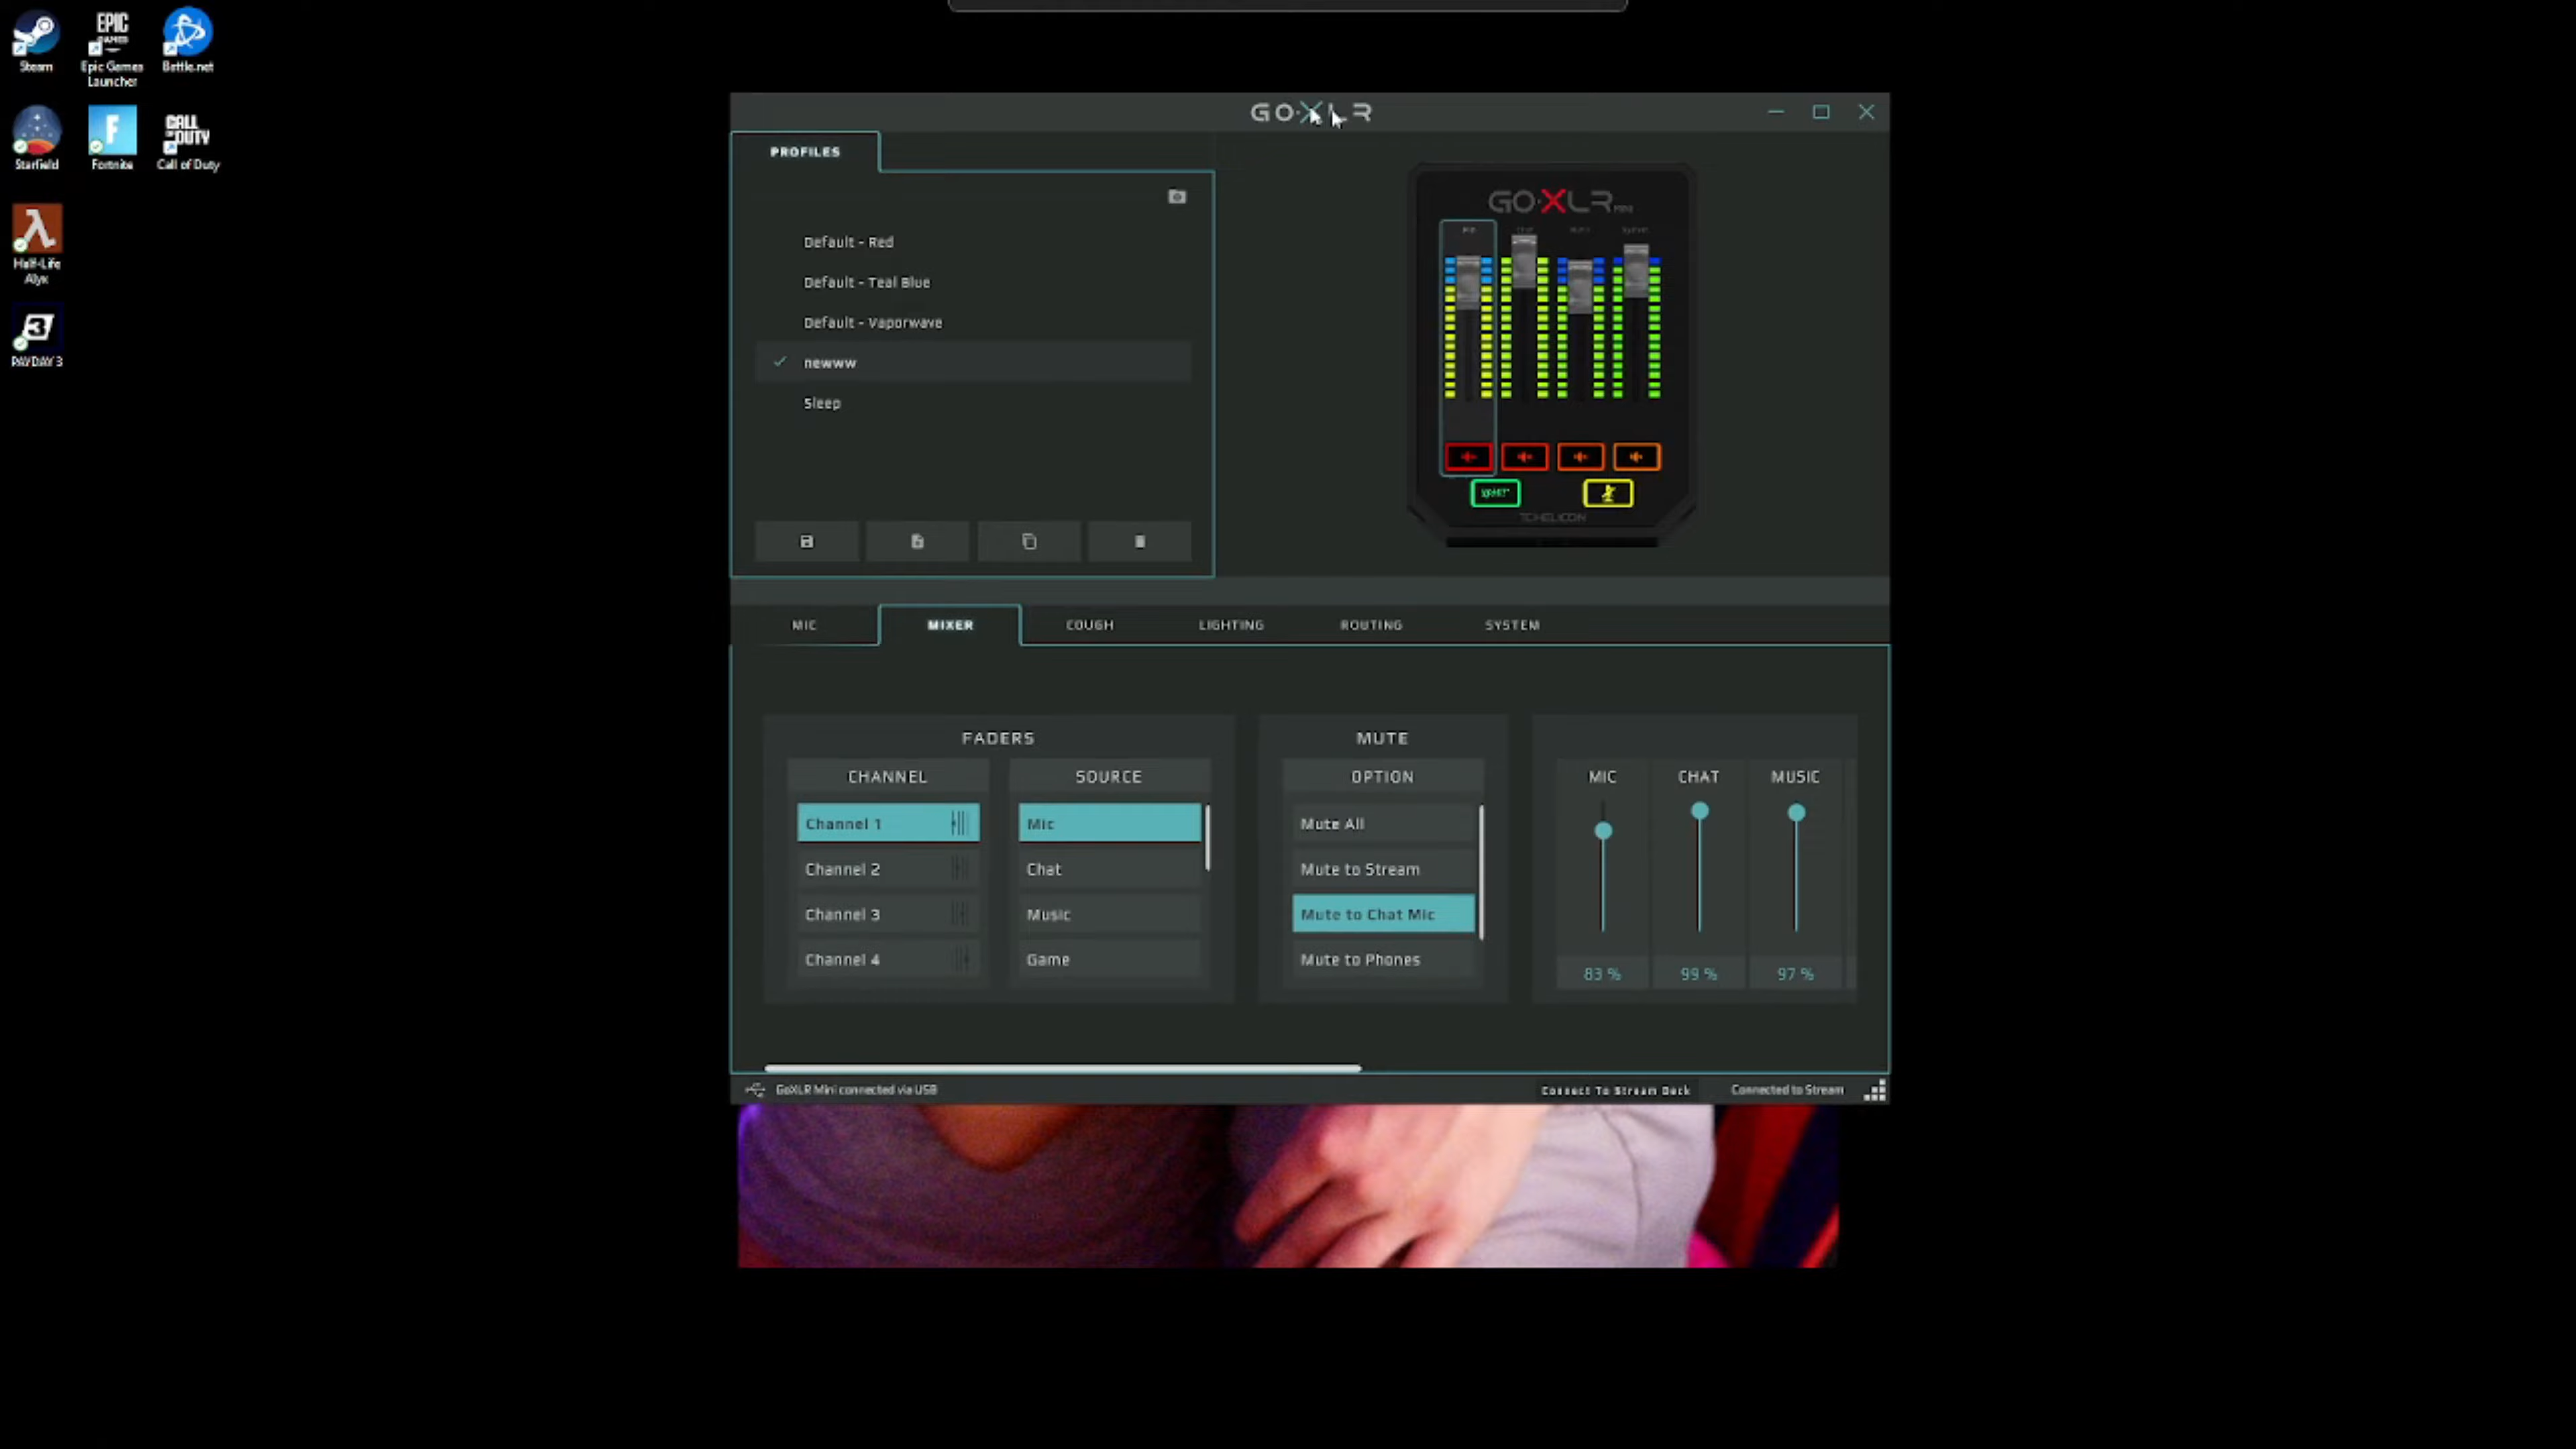 Steam
EPIC
GAMES
Epic Games
Launcher
Battle.net
Starfield
F
Fortnite
CALL
OF DUTY
Call of Duty
Half-Life
Alyx
3
PAYDAY 3
GO·XLR
PROFILES
Default - Red
Default - Teal Blue
Default - Vaporwave
newww
Sleep
GO·XLR MINI
Mic
TCHELICON
MIC
MIXER
COUGH
LIGHTING
ROUTING
SYSTEM
FADERS
CHANNEL
Channel 1
Channel 2
Channel 3
Channel 4
SOURCE
Mic
Chat
Music
Game
MUTE
OPTION
Mute All
Mute to Stream
Mute to Chat Mic
Mute to Phones
MIC
CHAT
MUSIC
83 %
99 %
97 %
GoXLR Mini connected via USB
Connect To Stream Deck
Connected to Stream